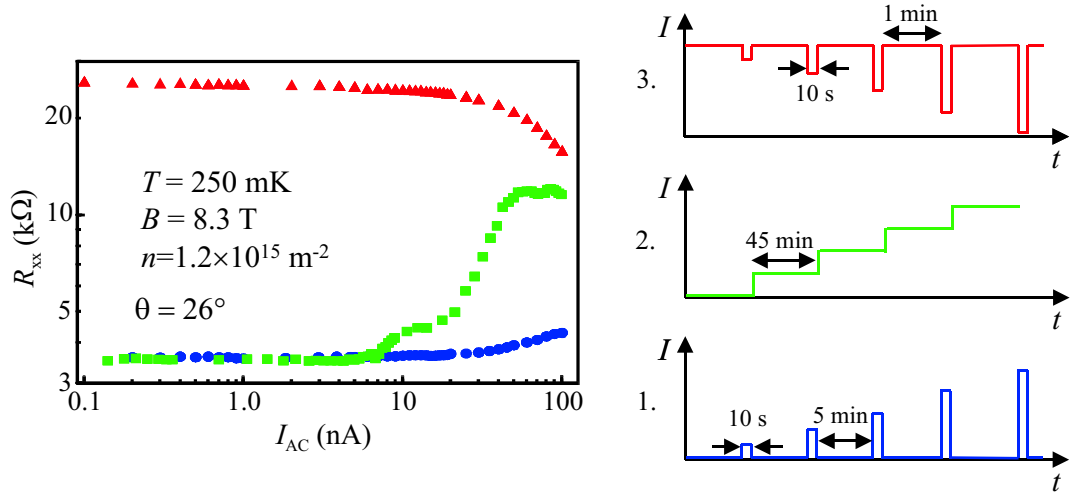 20
10
5
3
0.1
1.0
10
100
R_xx (kΩ)
I_AC (nA)
T = 250 mK
B = 8.3 T
n=1.2×10^15 m^-2
θ = 26°
3.
I
1 min
10 s
t
2.
I
45 min
t
1.
I
10 s
5 min
t